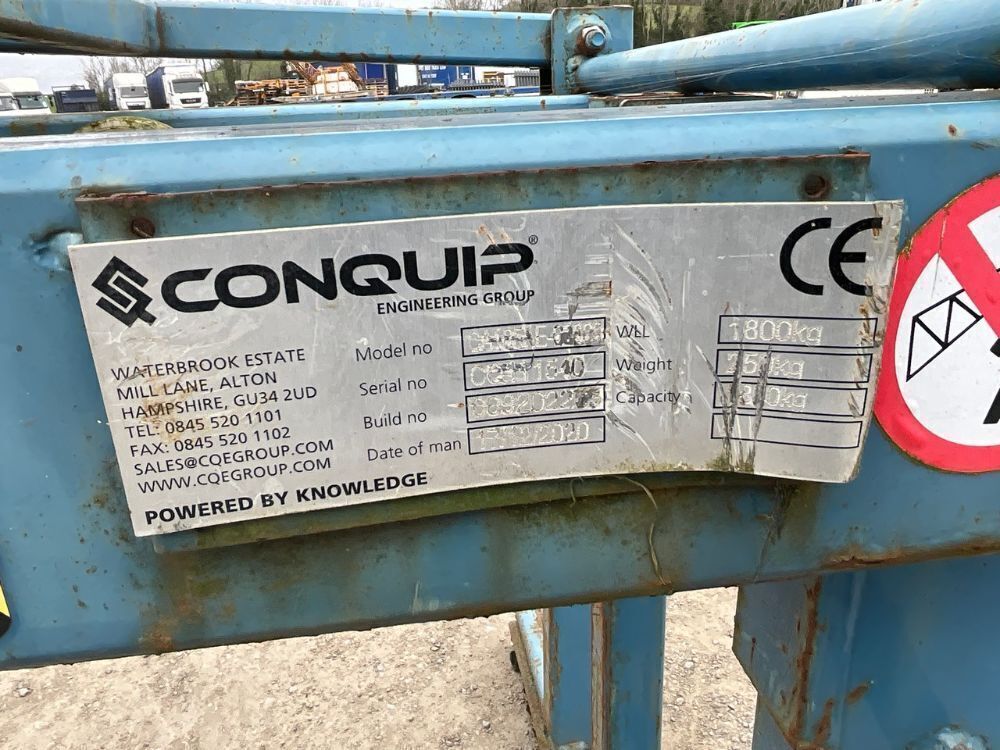 CONQUIP®
ENGINEERING GROUP
CE
WATERBROOK ESTATE
MILL LANE, ALTON
HAMPSHIRE, GU34 2UD
TEL: 0845 520 1101
FAX: 0845 520 1102
SALES@CQEGROUP.COM
WWW.CQEGROUP.COM
POWERED BY KNOWLEDGE
Model no
Serial no
Build no
Date of man
WLL 1800kg
Weight
Capacity